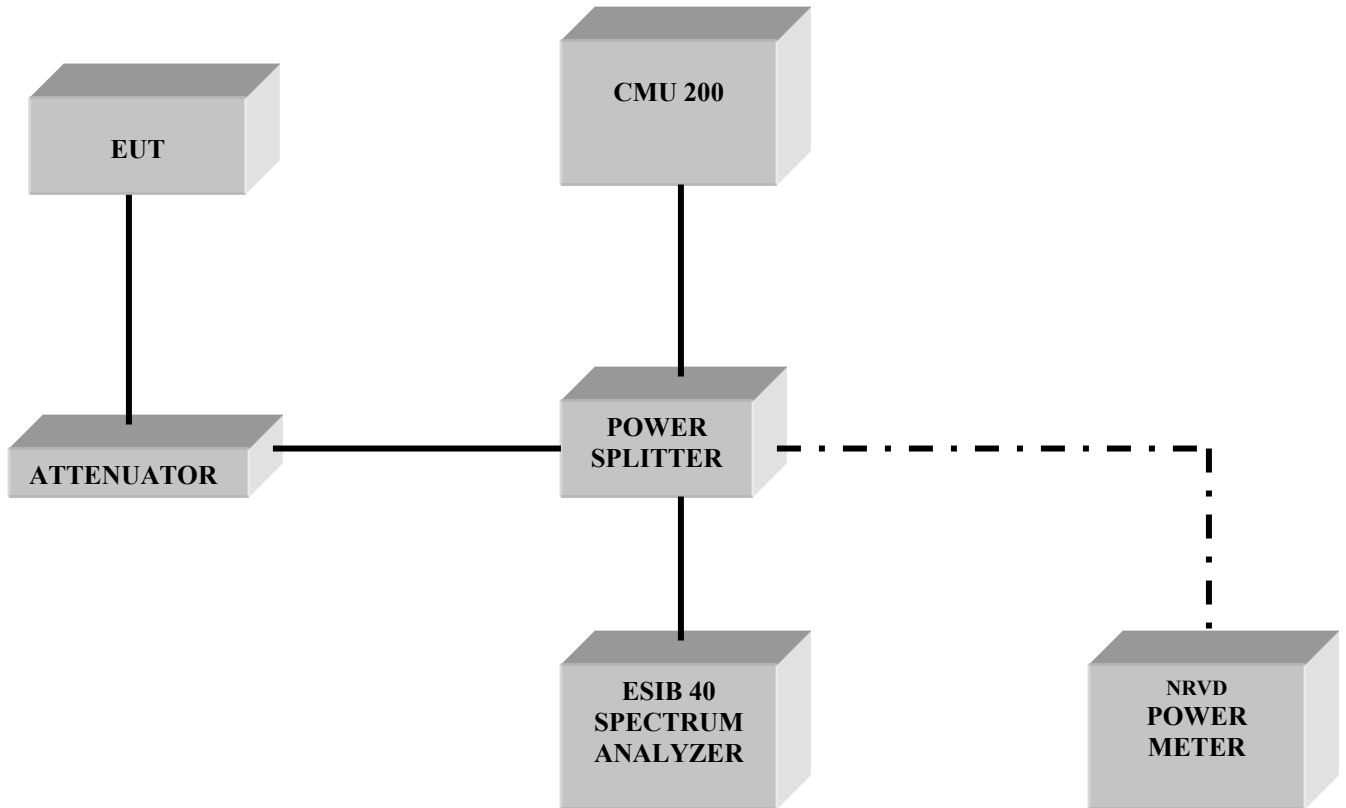 CMU 200
EUT
POWER
SPLITTER
ATTENUATOR
ESIB 40
SPECTRUM
ANALYZER
NRVD
POWER
METER